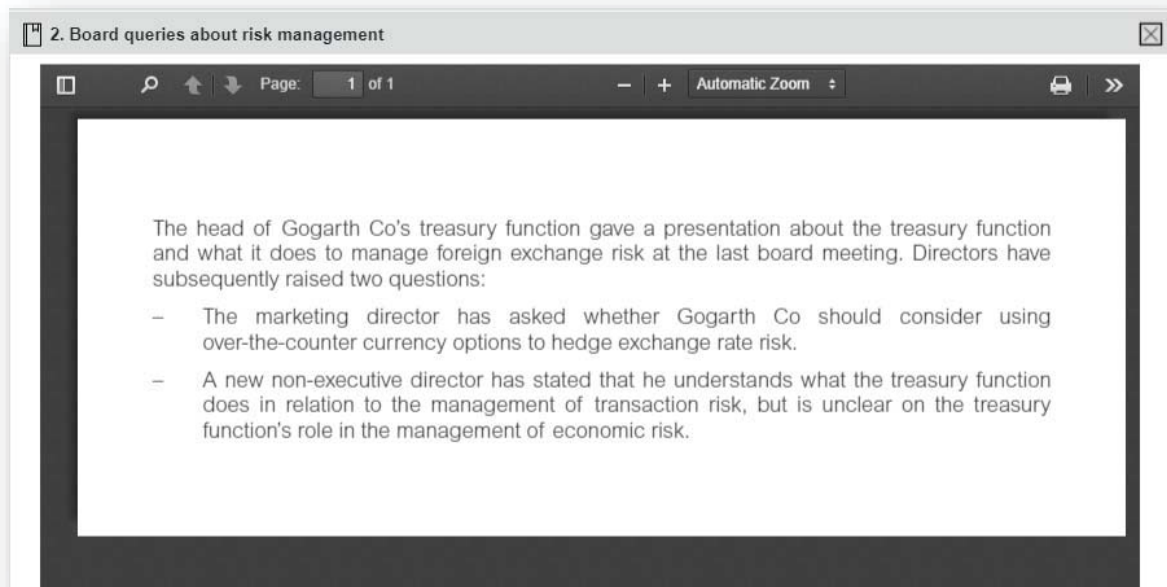 2. Board queries about risk management
Page: 1 of 1 Automatic Zoom
The head of Gogarth Co's treasury function gave a presentation about the treasury function
and what it does to manage foreign exchange risk at the last board meeting. Directors have
subsequently raised two questions:
– The marketing director has asked whether Gogarth Co should consider using
over-the-counter currency options to hedge exchange rate risk.
– A new non-executive director has stated that he understands what the treasury function
does in relation to the management of transaction risk, but is unclear on the treasury
function's role in the management of economic risk.